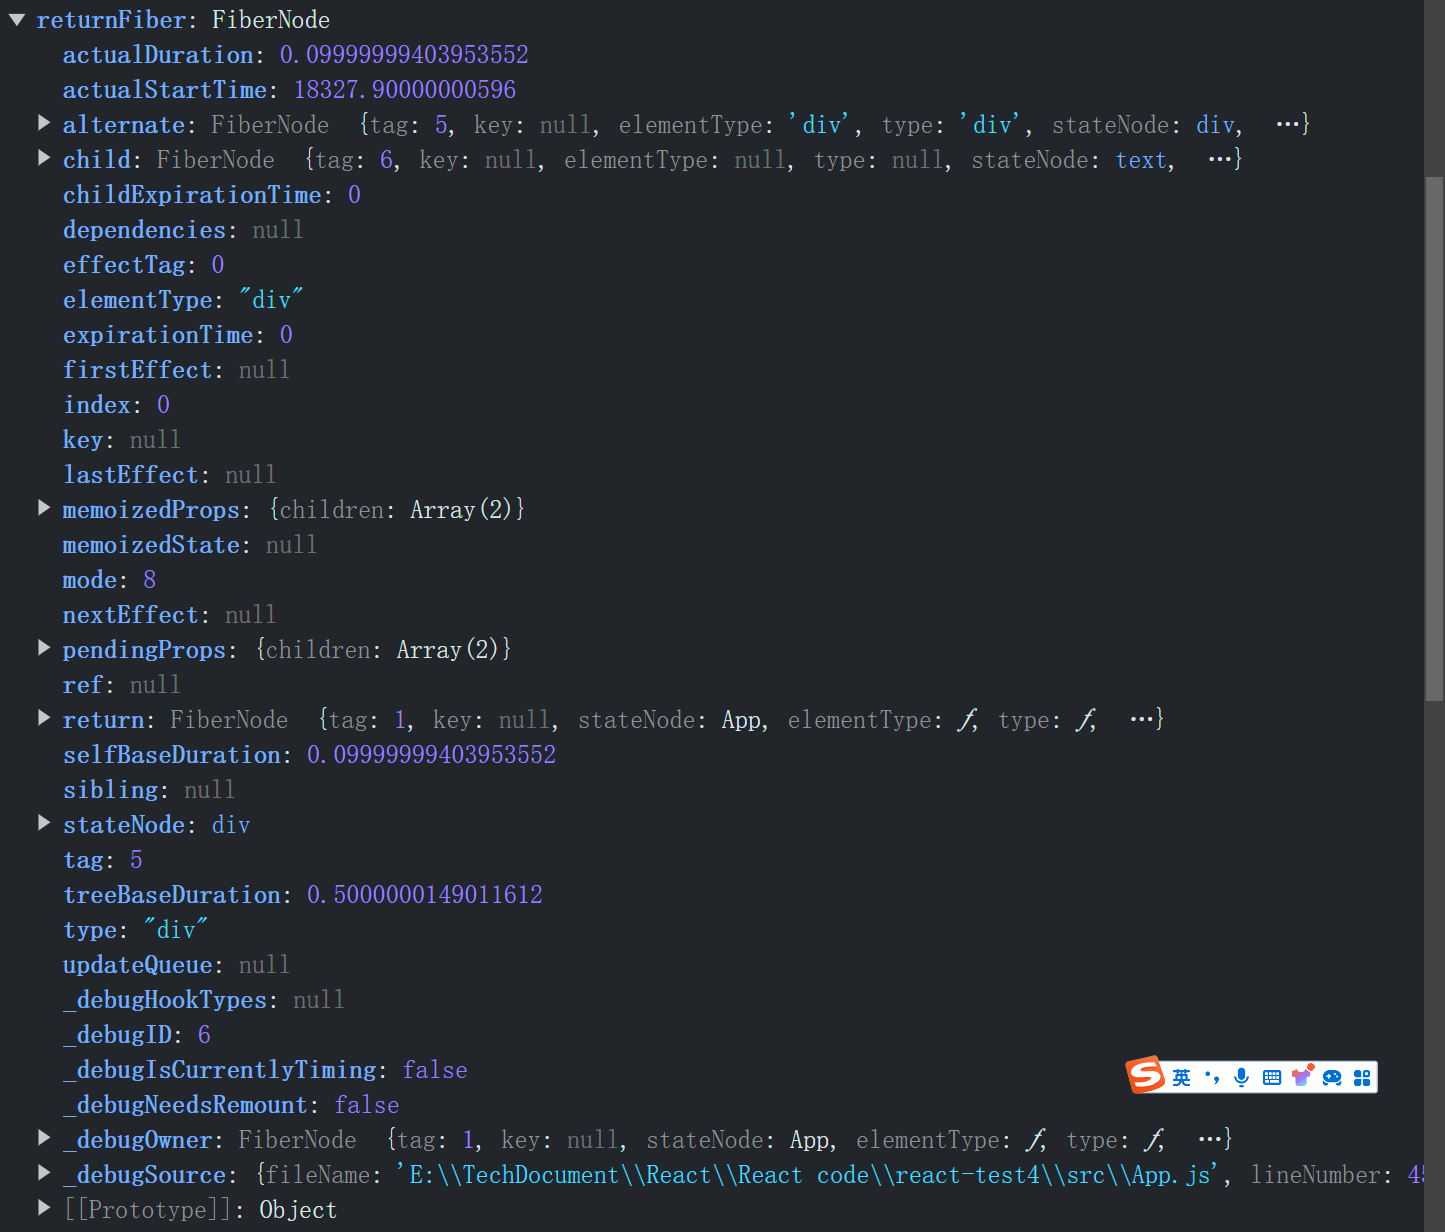 returnFiber: FiberNode
actualDuration: 0.09999999403953552
actualStartTime: 18327.90000000596
alternate: FiberNode {tag: 5, key: null, elementType: 'div', type: 'div', stateNode: div, …}
child: FiberNode {tag: 6, key: null, elementType: null, type: null, stateNode: text, …}
childExpirationTime: 0
dependencies: null
effectTag: 0
elementType: "div"
expirationTime: 0
firstEffect: null
index: 0
key: null
lastEffect: null
memoizedProps: {children: Array(2)}
memoizedState: null
mode: 8
nextEffect: null
pendingProps: {children: Array(2)}
ref: null
return: FiberNode {tag: 1, key: null, stateNode: App, elementType: ƒ, type: ƒ, …}
selfBaseDuration: 0.09999999403953552
sibling: null
stateNode: div
tag: 5
treeBaseDuration: 0.5000000149011612
type: "div"
updateQueue: null
_debugHookTypes: null
_debugID: 6
_debugIsCurrentlyTiming: false
S 英
_debugNeedsRemount: false
_debugOwner: FiberNode {tag: 1, key: null, stateNode: App, elementType: ƒ, type: ƒ, …}
_debugSource: {fileName: 'E:\\TechDocument\\React\\React code\\react-test4\\src\\App.js', lineNumber: 4
[[Prototype]]: Object